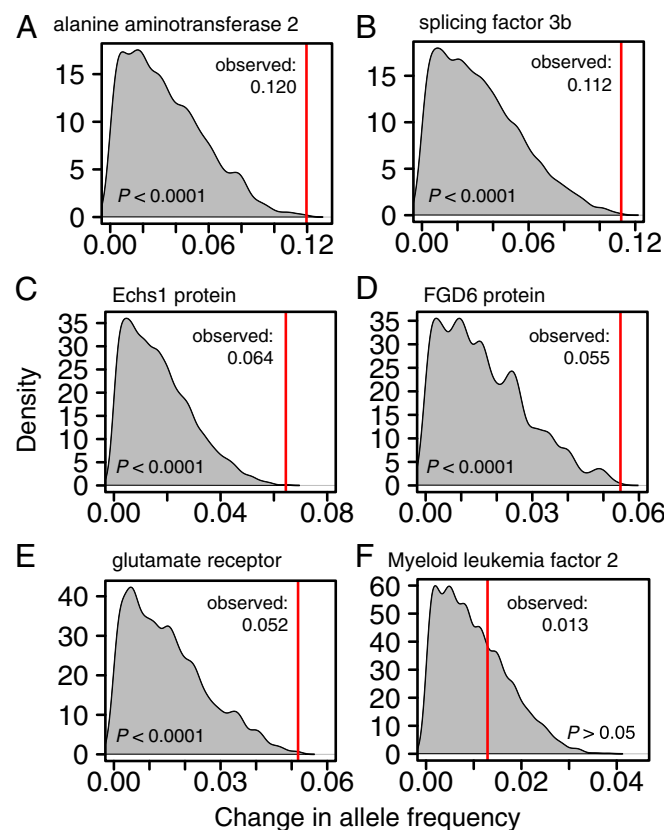 A alanine aminotransferase 2
observed:
0.120
P < 0.0001
15
10
5
0
0.00 0.06 0.12
B splicing factor 3b
observed:
0.112
P < 0.0001
15
10
5
0
0.00 0.06 0.12
C Echs1 protein
observed:
0.064
P < 0.0001
35
30
25
20
15
10
5
0
0.00 0.04 0.08
D FGD6 protein
observed:
0.055
P < 0.0001
35
30
25
20
15
10
5
0
0.00 0.03 0.06
Density
E glutamate receptor
observed:
0.052
P < 0.0001
40
30
20
10
0
0.00 0.03 0.06
F Myeloid leukemia factor 2
observed:
0.013
P > 0.05
60
50
40
30
20
10
0
0.00 0.02 0.04
Change in allele frequency